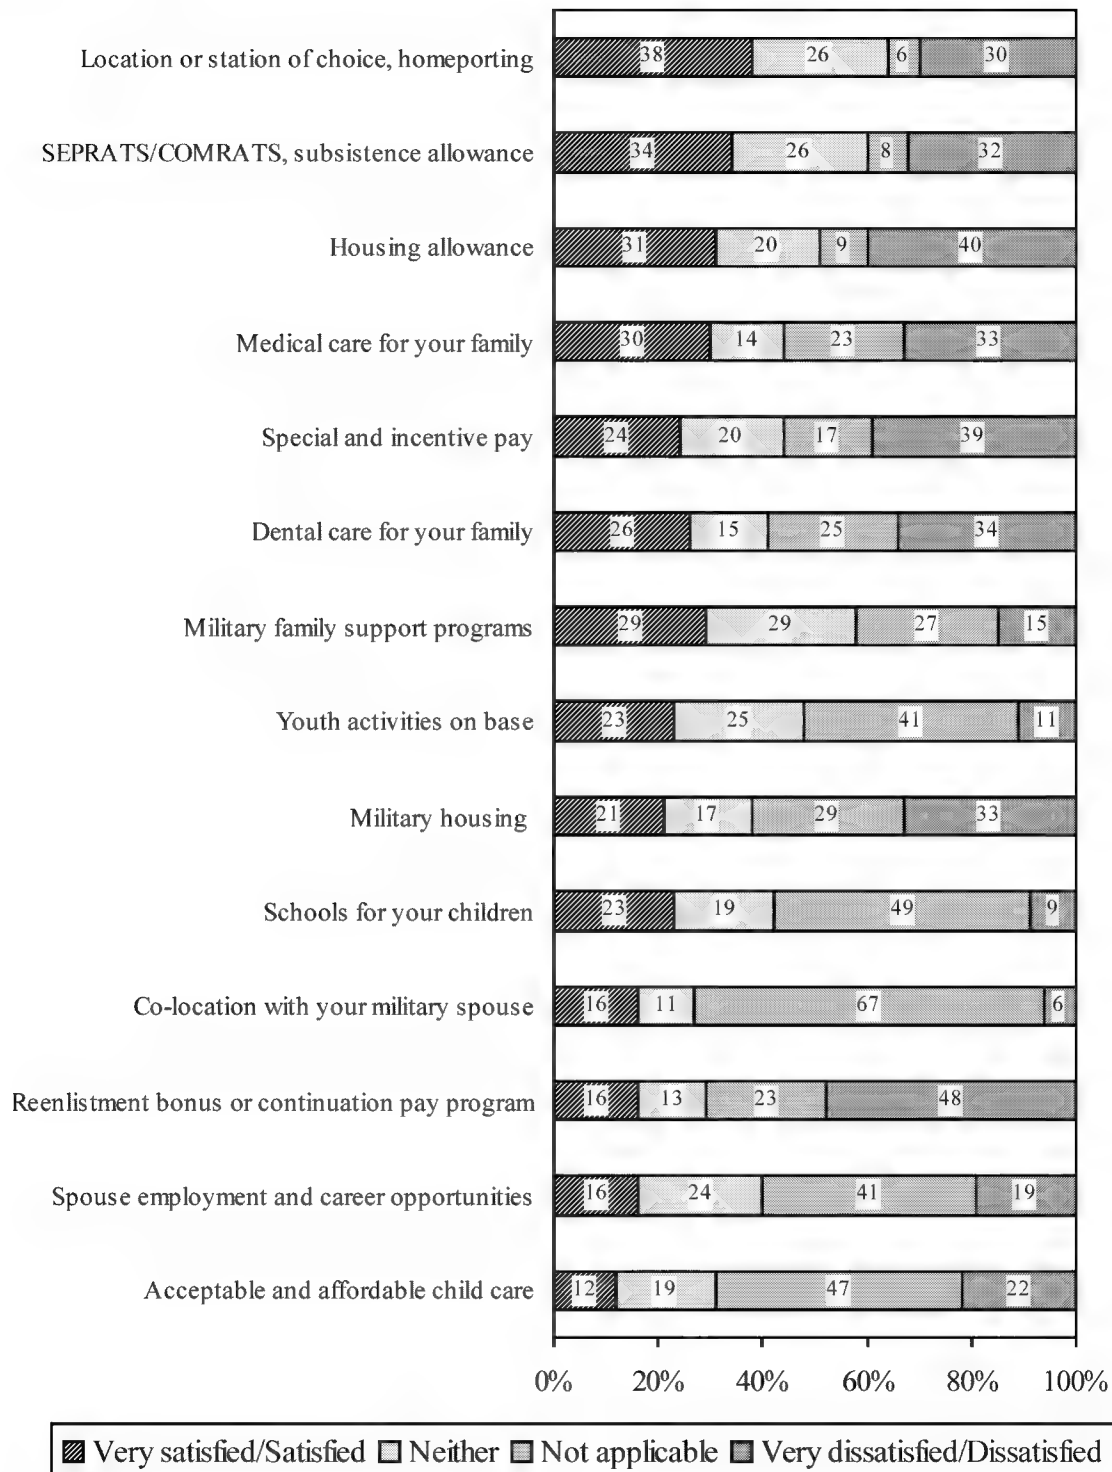 Location or station of choice, homeporting 38 26 6 30
SEPRATS/COMRATS, subsistence allowance 34 26 8 32
Housing allowance 31 20 9 40
Medical care for your family 30 14 23 33
Special and incentive pay 24 20 17 39
Dental care for your family 26 15 25 34
Military family support programs 29 29 27 15
Youth activities on base 23 25 41 11
Military housing 21 17 29 33
Schools for your children 23 19 49 9
Co-location with your military spouse 16 11 67 6
Reenlistment bonus or continuation pay program 16 13 23 48
Spouse employment and career opportunities 16 24 41 19
Acceptable and affordable child care 12 19 47 22
0% 20% 40% 60% 80% 100%
Very satisfied/Satisfied Neither Not applicable Very dissatisfied/Dissatisfied